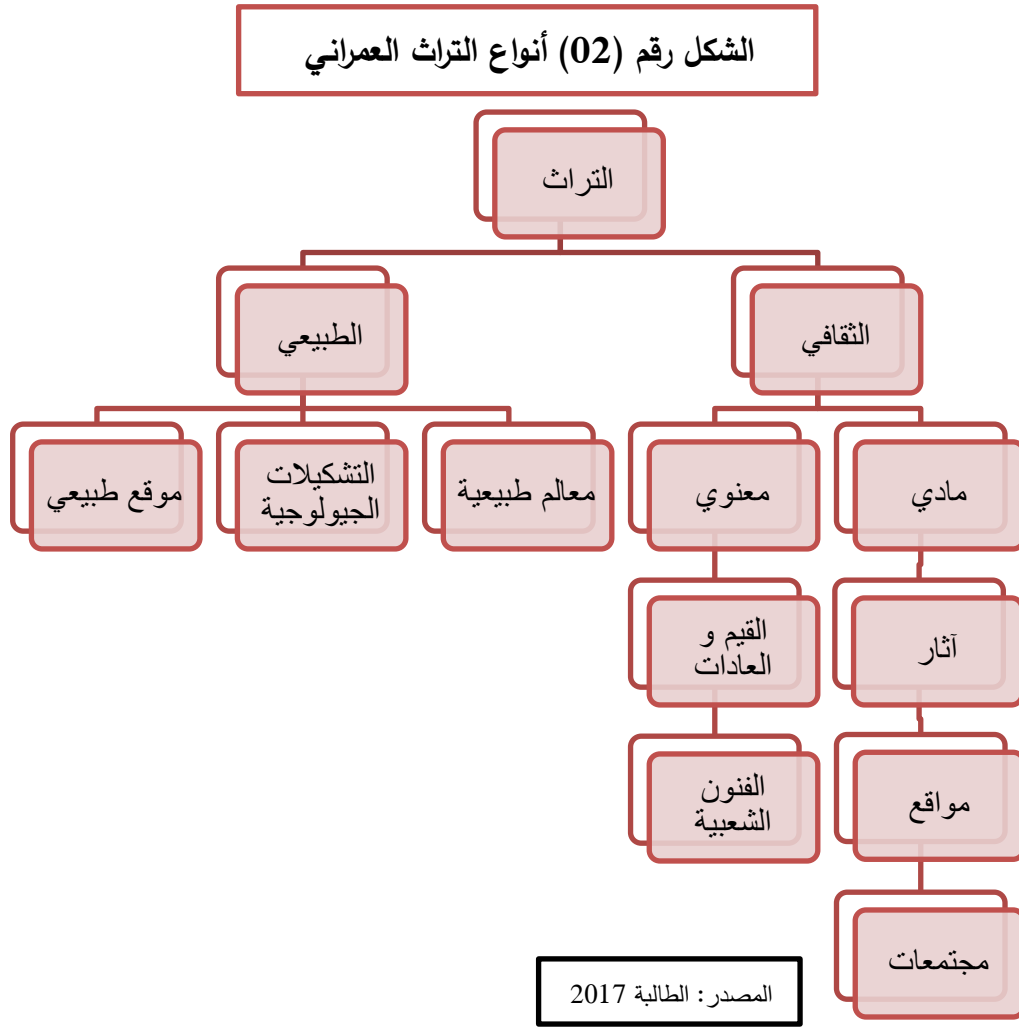 الشكل رقم (02) أنواع التراث العمراني
التراث
الثقافي
الطبيعي
مادي
معنوي
معالم طبيعية
التشكيلات
الجيولوجية
موقع طبيعي
آثار
القيم و
العادات
مواقع
الفنون
الشعبية
مجتمعات
المصدر: الطالبة 2017